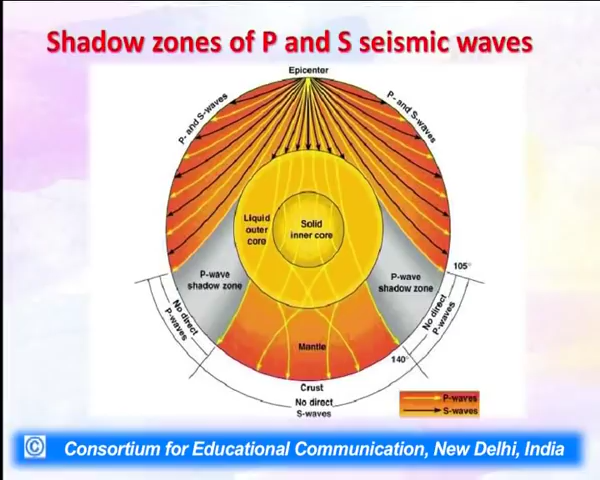 Shadow zones of P and S seismic waves
Epicenter
P- and S-waves
P- and S-waves
Liquid
outer
core
Solid
inner core
P-wave
shadow zone
P-wave
shadow zone
105°
No direct
P-waves
No direct
P-waves
Mantle
140°
Crust
No direct
S-waves
P-waves
S-waves
© Consortium for Educational Communication, New Delhi, India